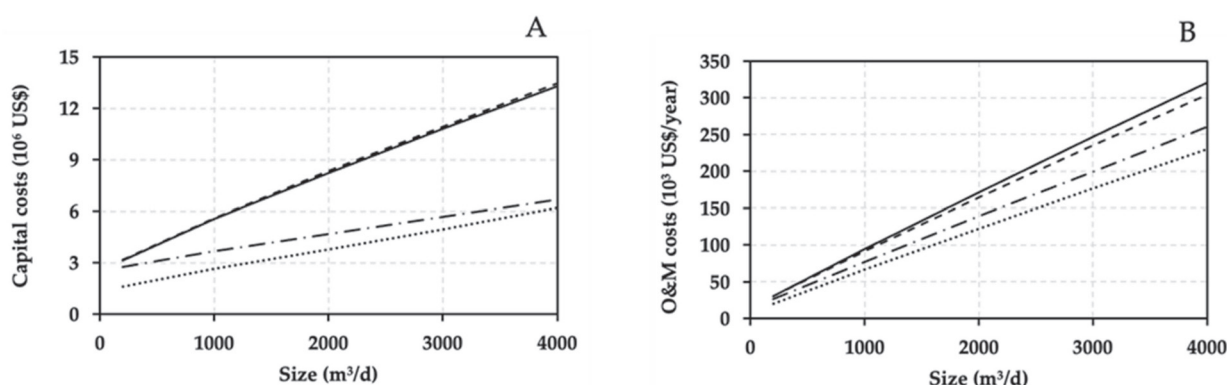 A
15
12
9
6
3
0
0 1000 2000 3000 4000
Capital costs (10⁶ US$)
Size (m³/d)
B
350
300
250
200
150
100
50
0
0 1000 2000 3000 4000
O&M costs (10³ US$/year)
Size (m³/d)